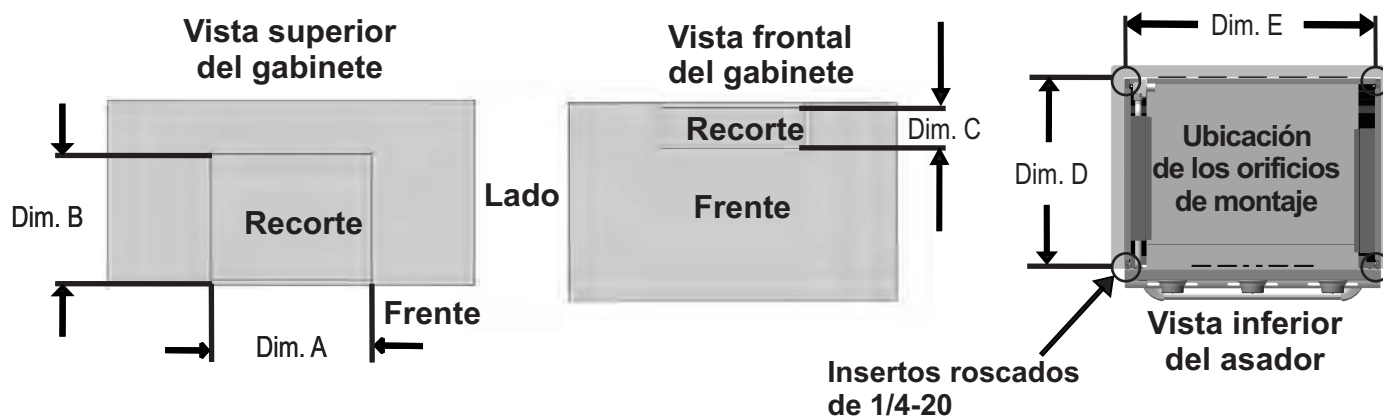 Vista superior
del gabinete
Dim. B
Recorte
Dim. A
Frente
Lado
Vista frontal
del gabinete
Recorte
Dim. C
Frente
Dim. E
Dim. D
Ubicación
de los orificios
de montaje
Vista inferior
del asador
Insertos roscados
de 1/4-20